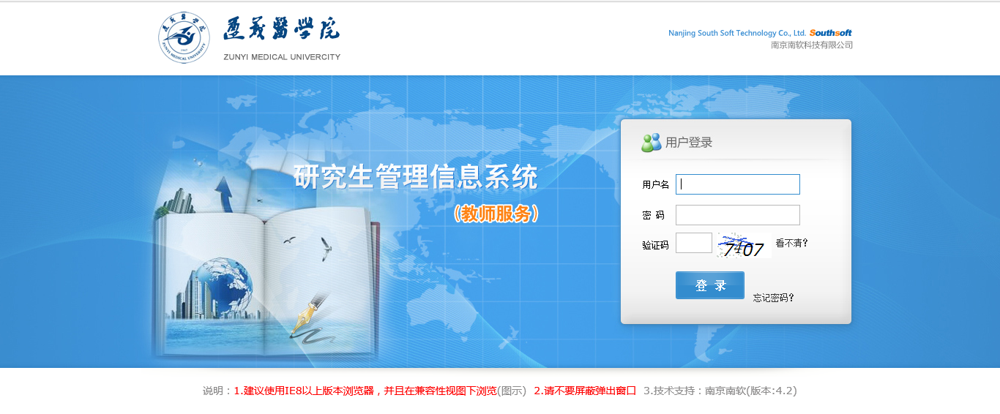 遵义醫學院
ZUNYI MEDICAL UNIVERCITY
Nanjing South Soft Technology Co., Ltd. Southsoft
南京南软科技有限公司
用户登录
研究生管理信息系统
(教师服务)
用户名
密 码
验证码 7407 看不清?
登 录
忘记密码?
说明：1.建议使用IE8以上版本浏览器，并且在兼容性视图下浏览(图示) 2.请不要屏蔽弹出窗口 3.技术支持：南京南软(版本:4.2)